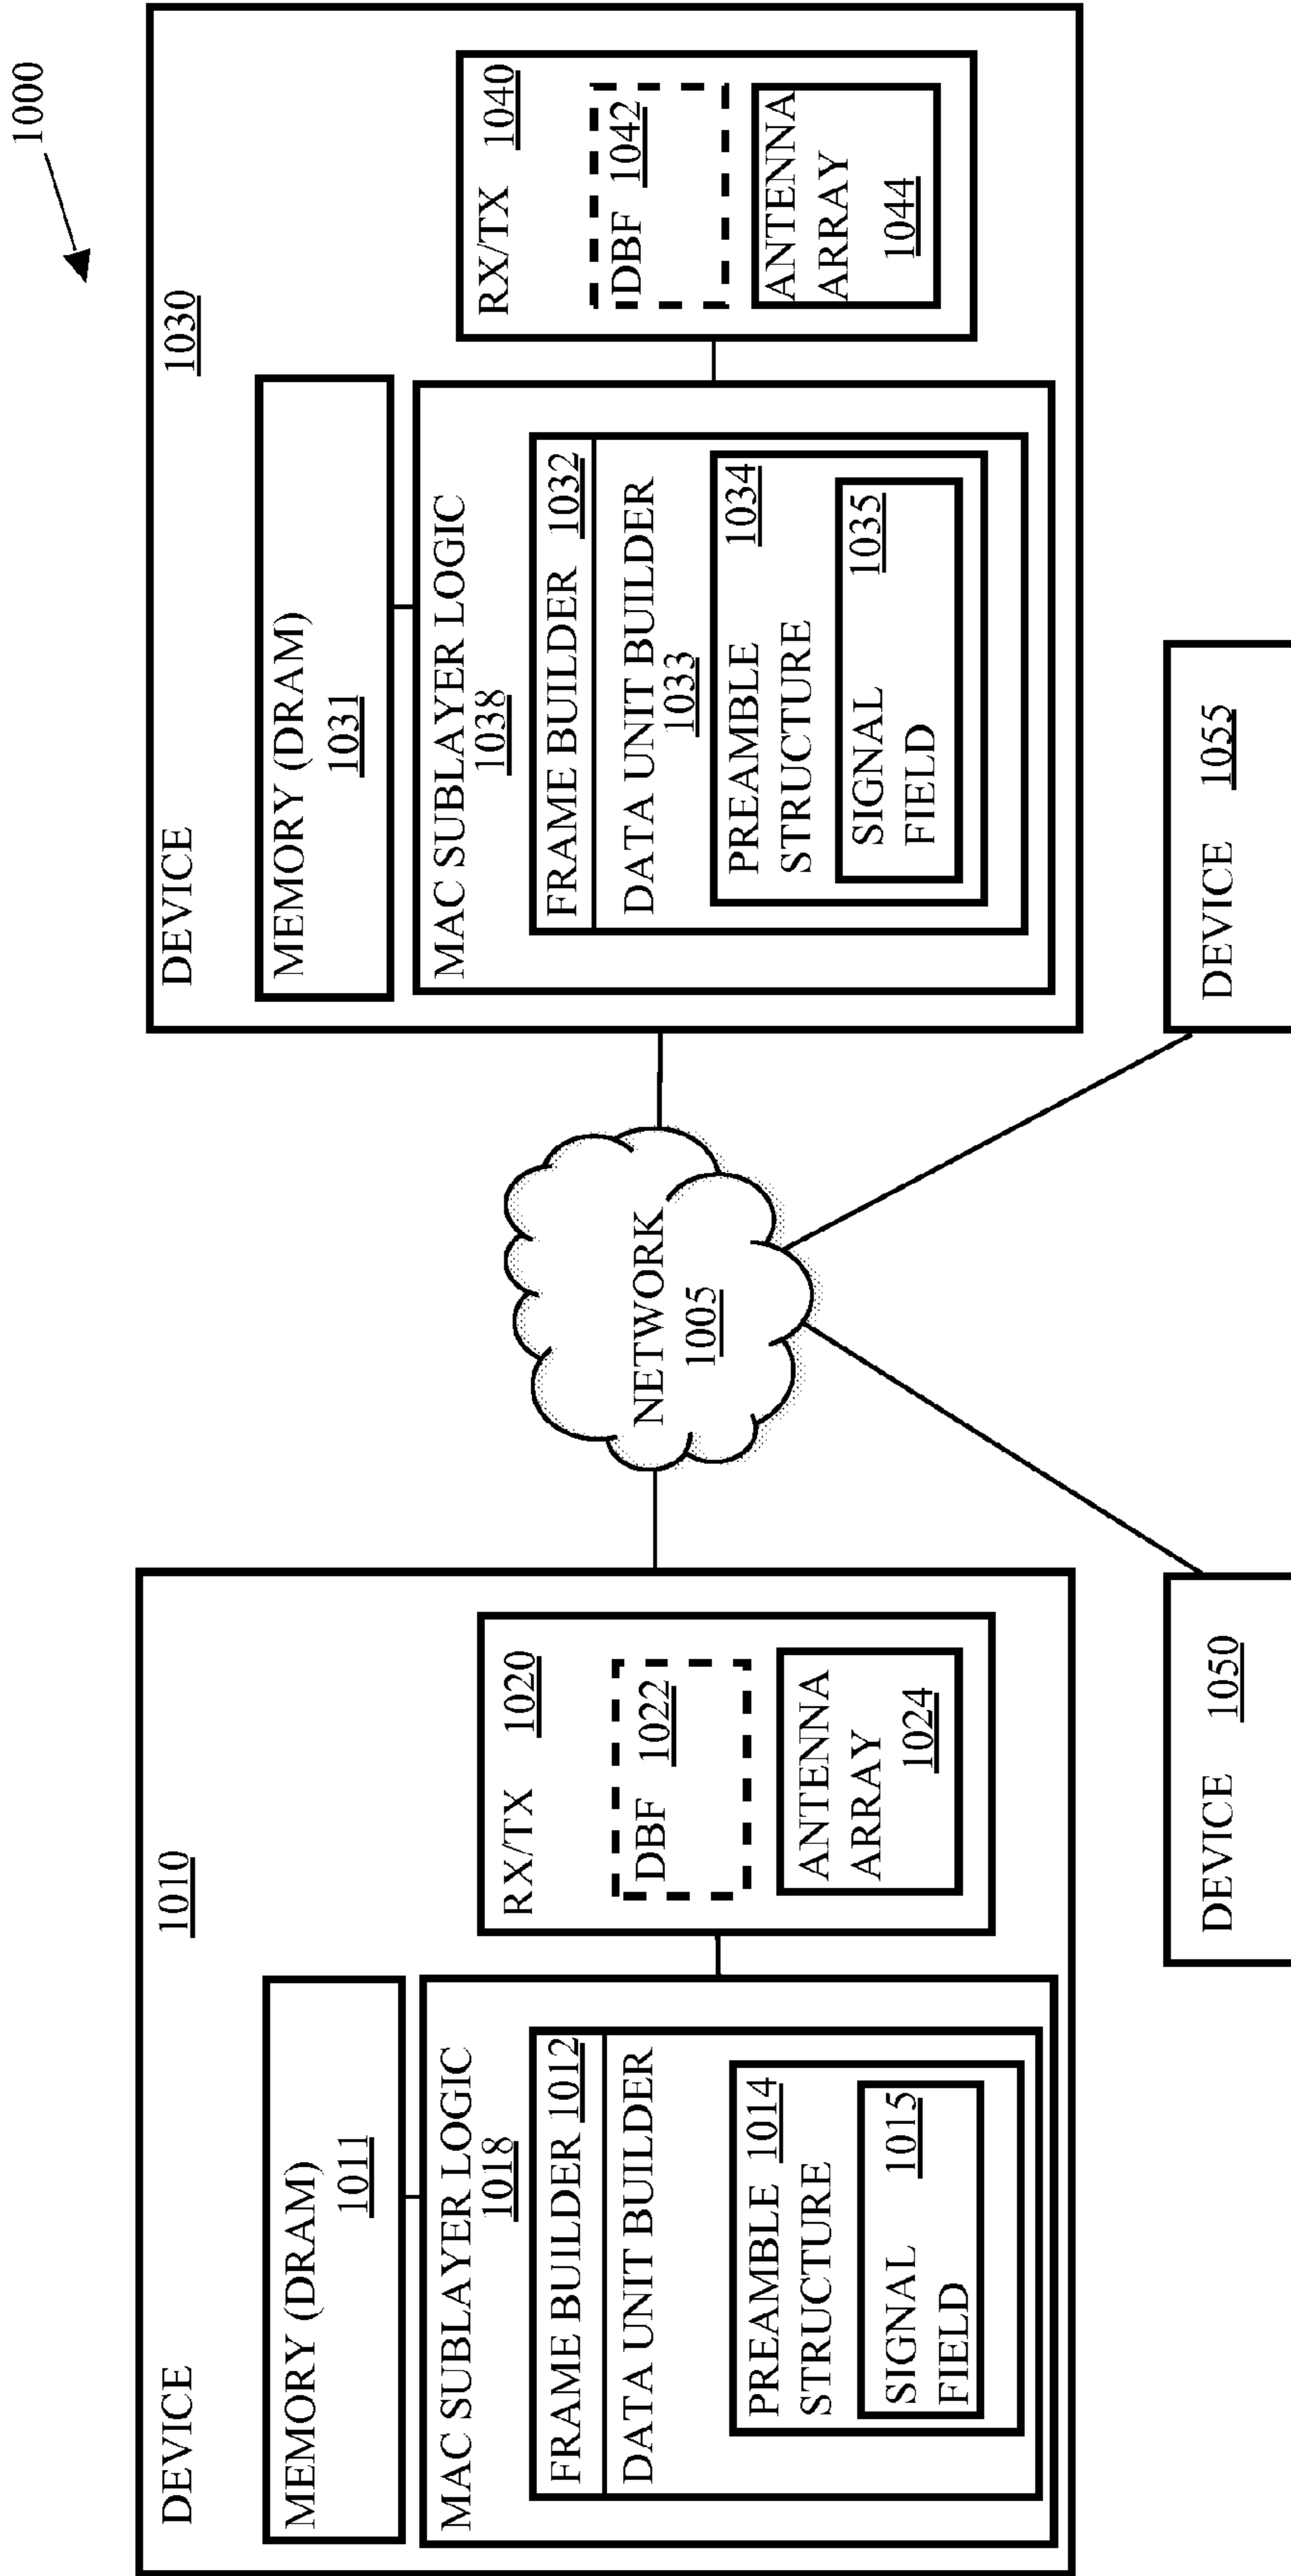 1000
DEVICE 1010
MEMORY (DRAM)
1011
MAC SUBLAYER LOGIC
1018
FRAME BUILDER 1012
DATA UNIT BUILDER
PREAMBLE 1014
STRUCTURE
SIGNAL 1015
FIELD
RX/TX 1020
DBF 1022
ANTENNA
ARRAY
1024
NETWORK
1005
DEVICE 1030
MEMORY (DRAM)
1031
MAC SUBLAYER LOGIC
1038
FRAME BUILDER 1032
DATA UNIT BUILDER
1033
PREAMBLE 1034
STRUCTURE
SIGNAL 1035
FIELD
RX/TX 1040
DBF 1042
ANTENNA
ARRAY
1044
DEVICE 1050
DEVICE 1055